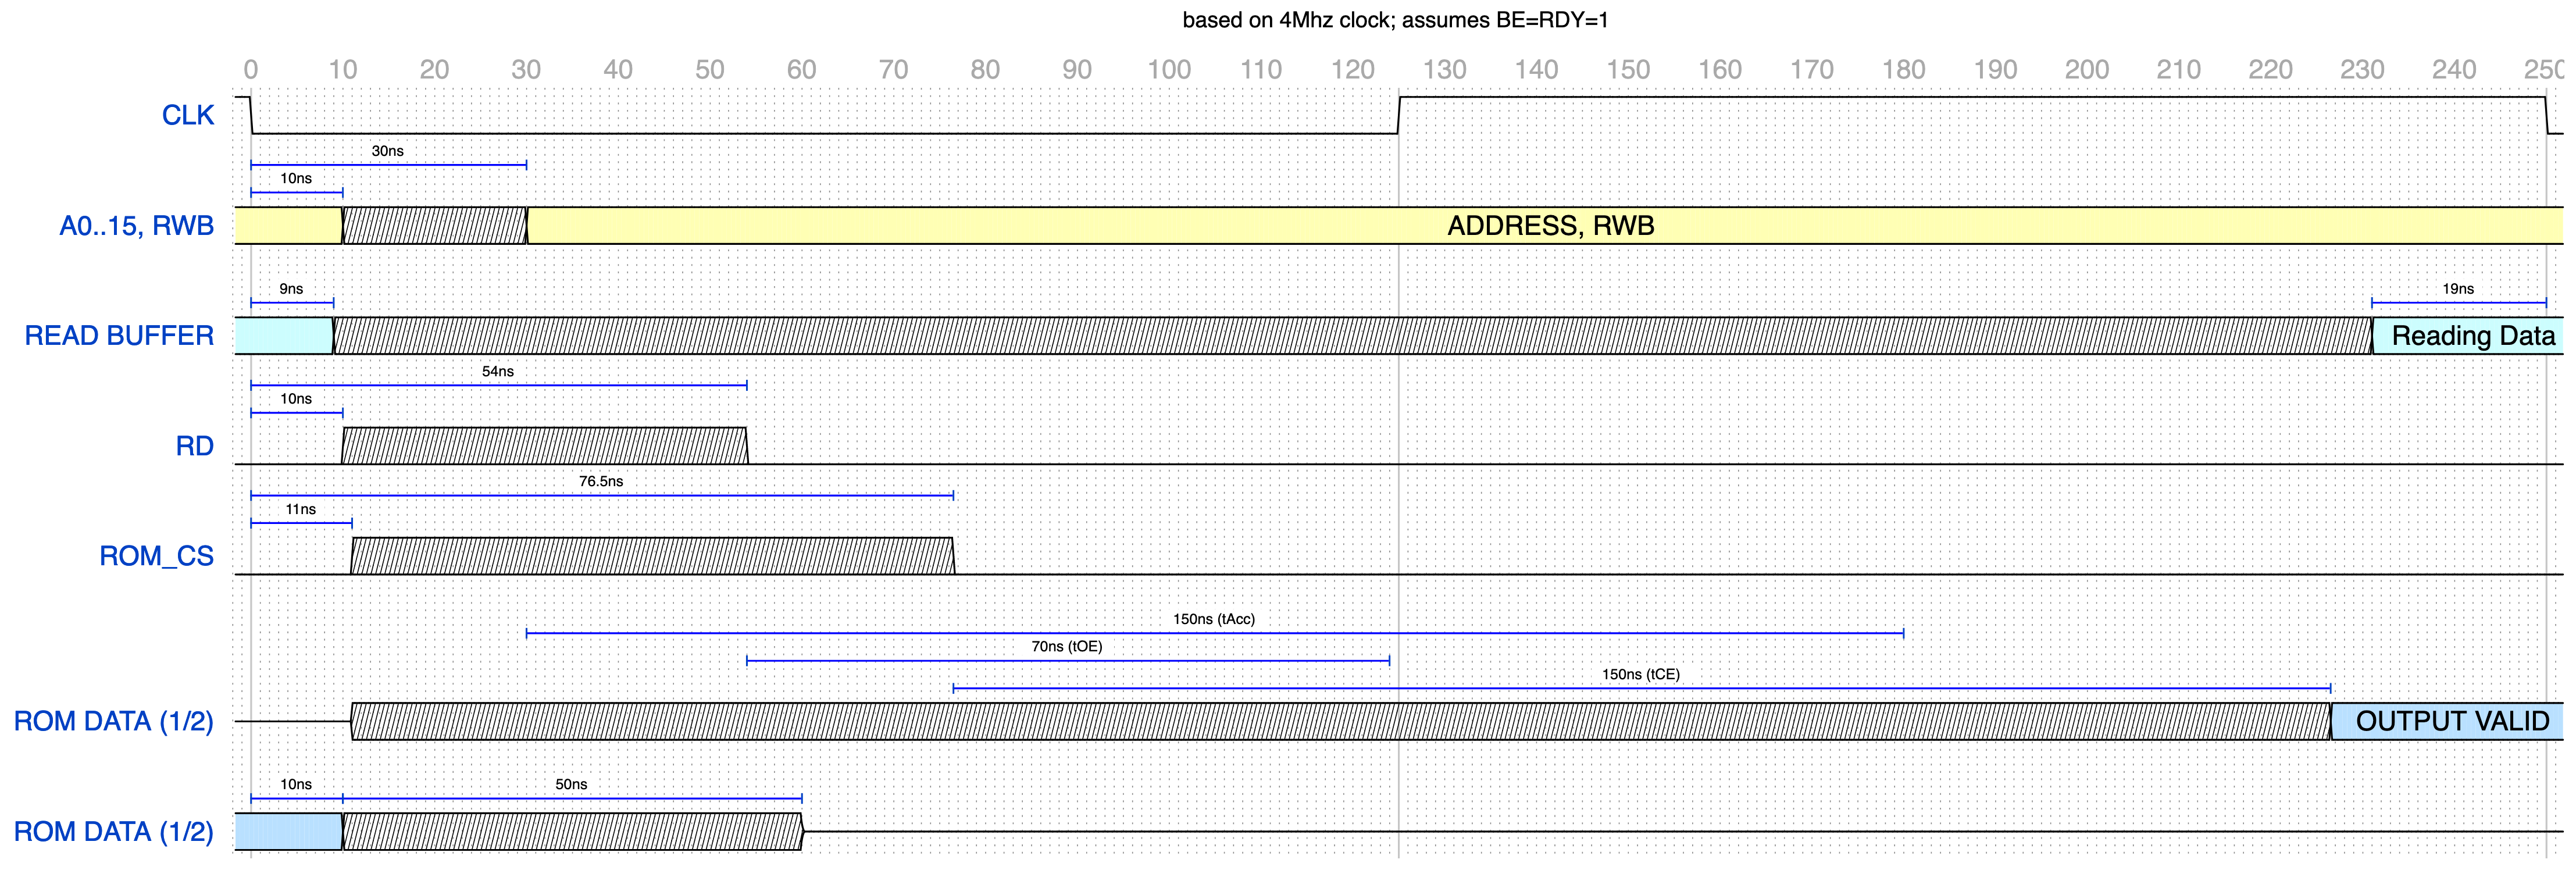 based on 4Mhz clock; assumes BE=RDY=1
0 10 20 30 40 50 60 70 80 90 100 110 120 130 140 150 160 170 180 190 200 210 220 230 240 250
CLK
30ns
10ns
A0..15, RWB ADDRESS, RWB
9ns 19ns
READ BUFFER Reading Data
54ns
10ns
RD
76.5ns
11ns
ROM_CS
150ns (tAcc)
70ns (tOE)
150ns (tCE)
ROM DATA (1/2) OUTPUT VALID
10ns 50ns
ROM DATA (1/2)